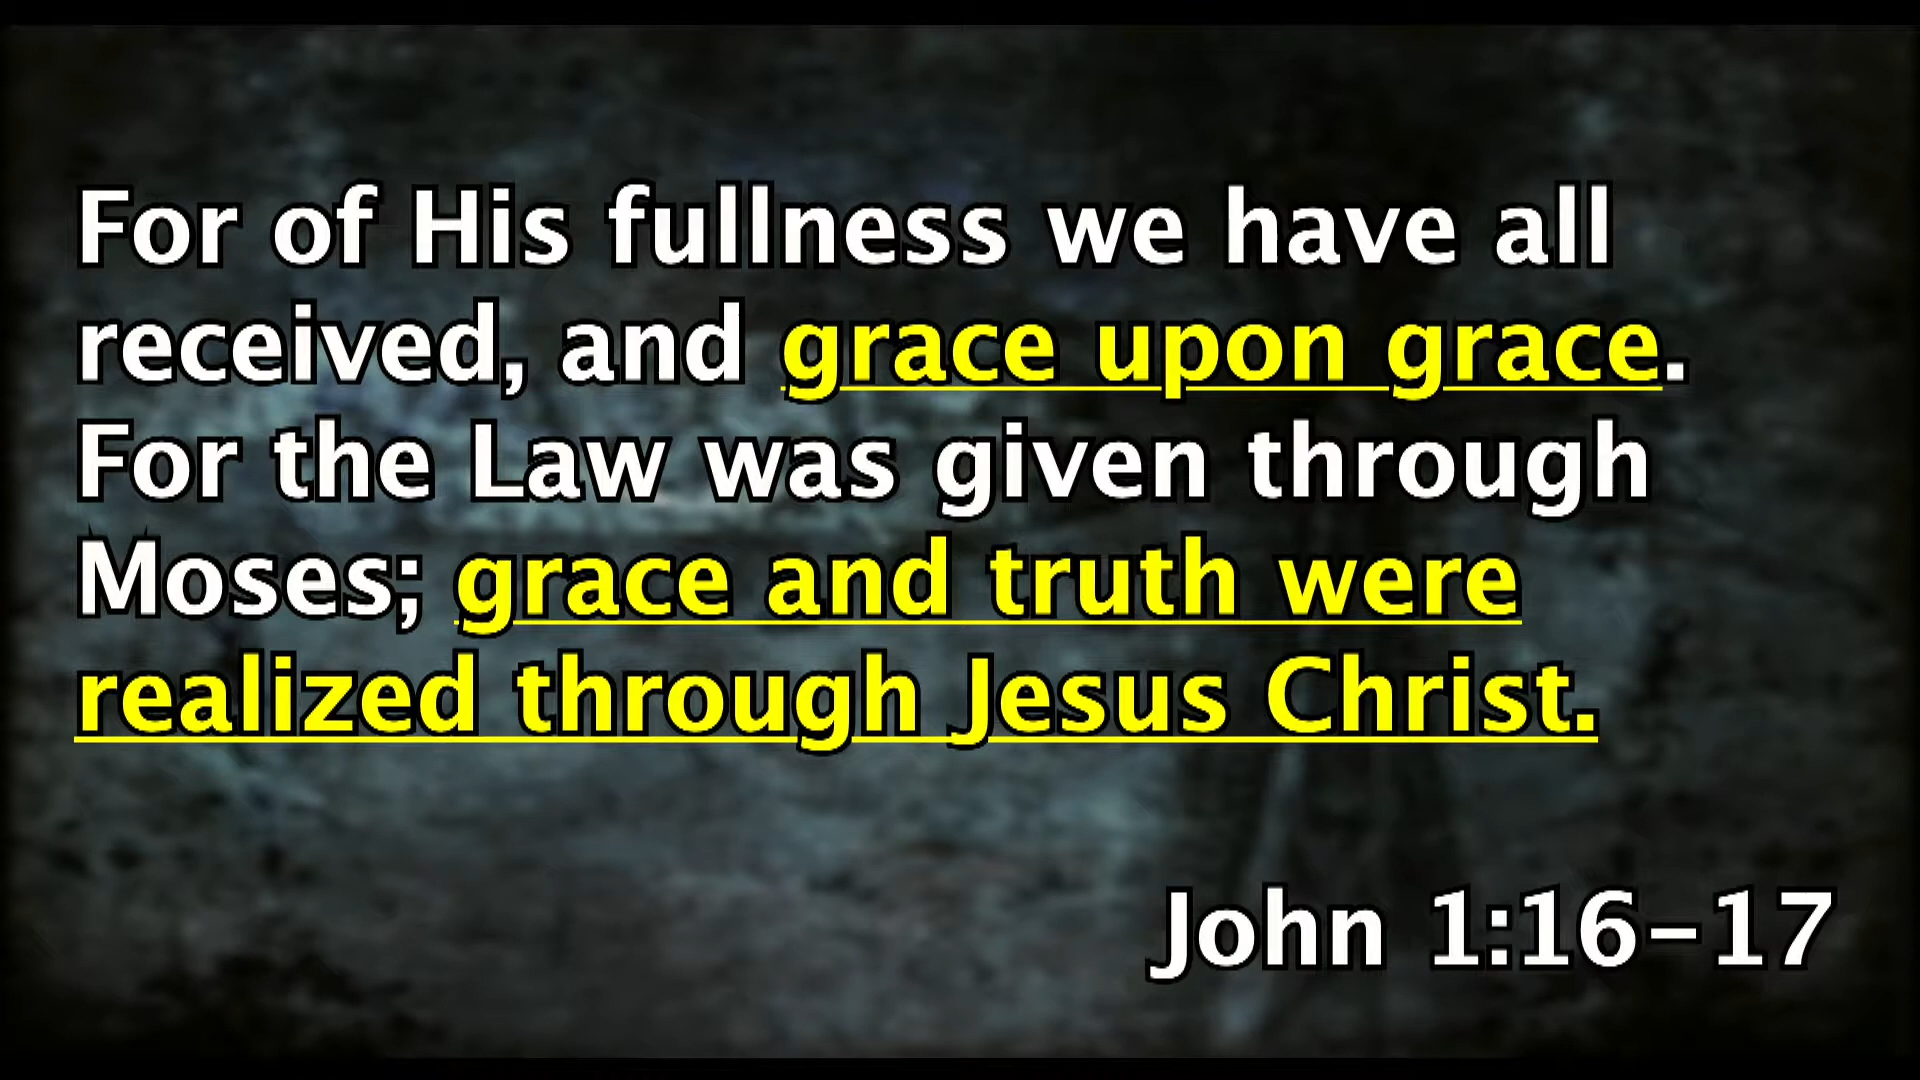 For of His fullness we have all
received, and grace upon grace.
For the Law was given through
Moses; grace and truth were
realized through Jesus Christ.
John 1:16–17